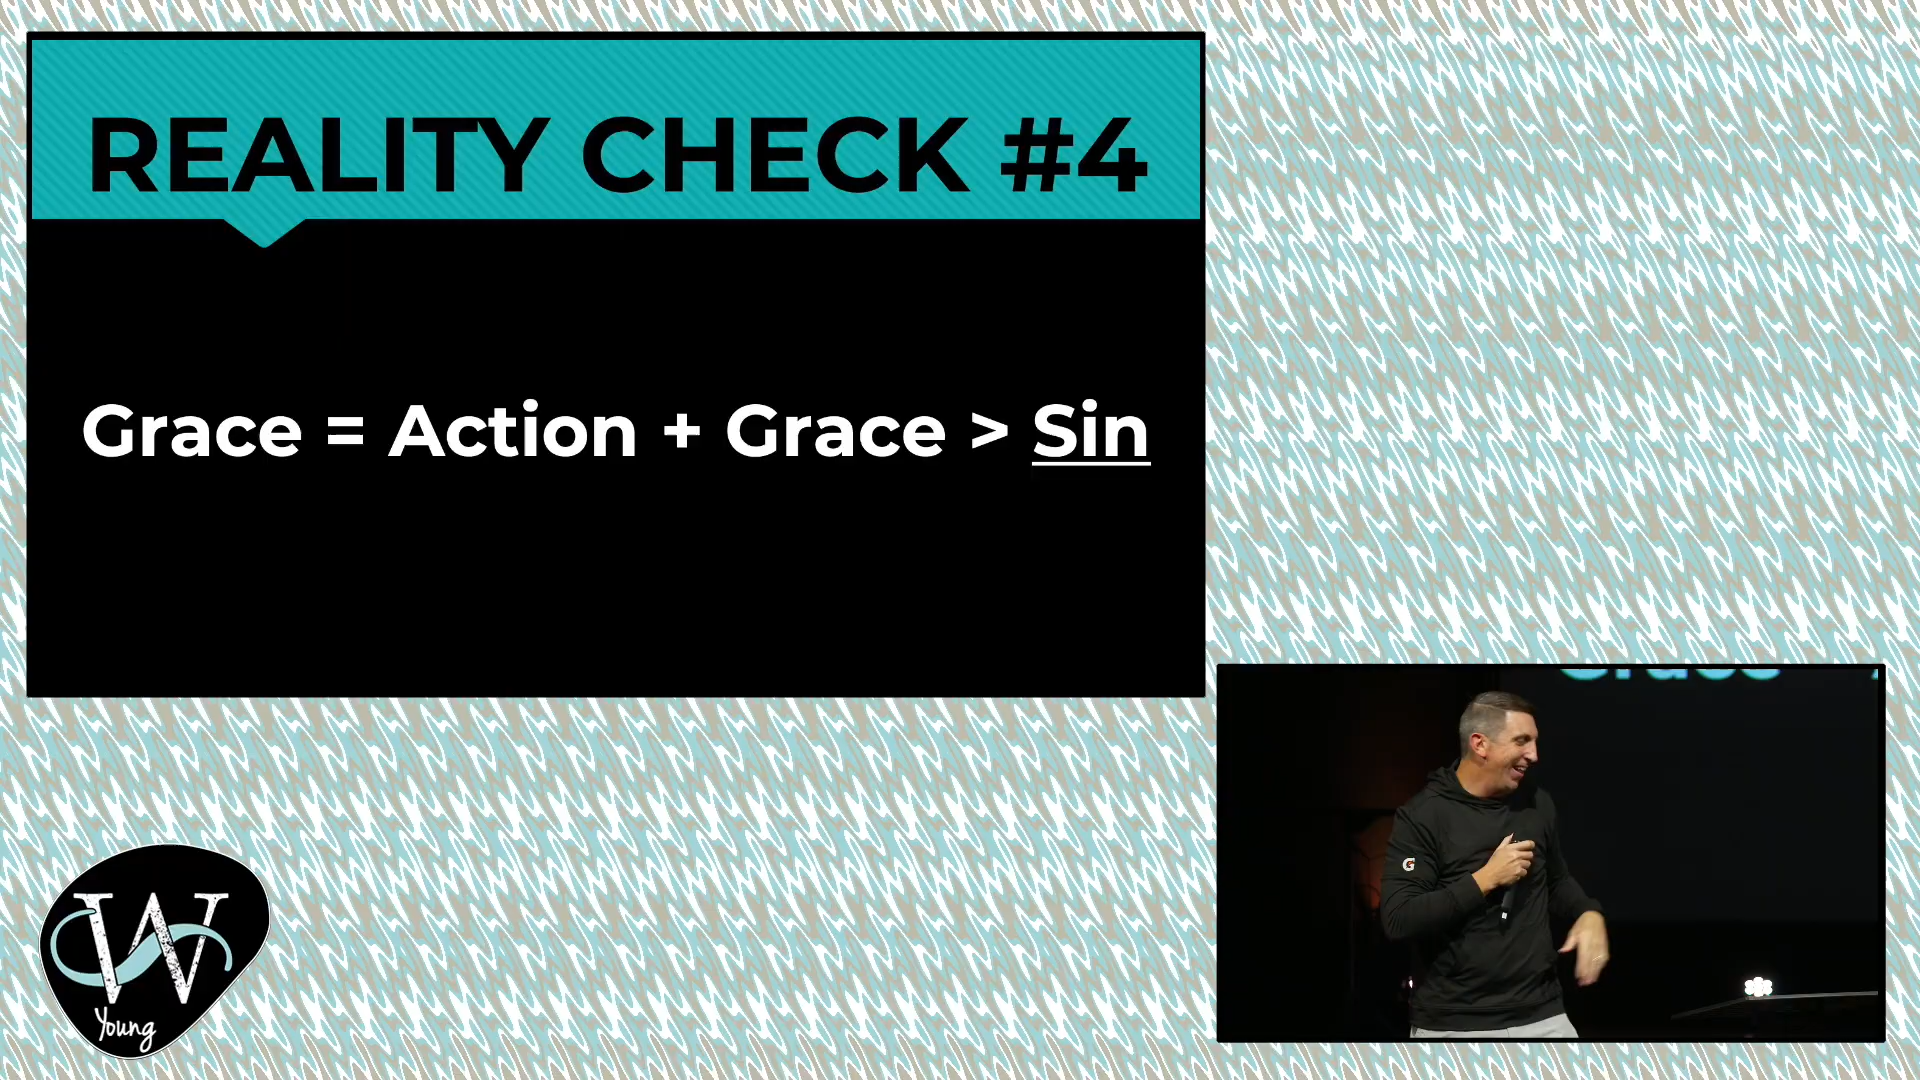 REALITY CHECK #4
Grace = Action + Grace > Sin
W
Young
G